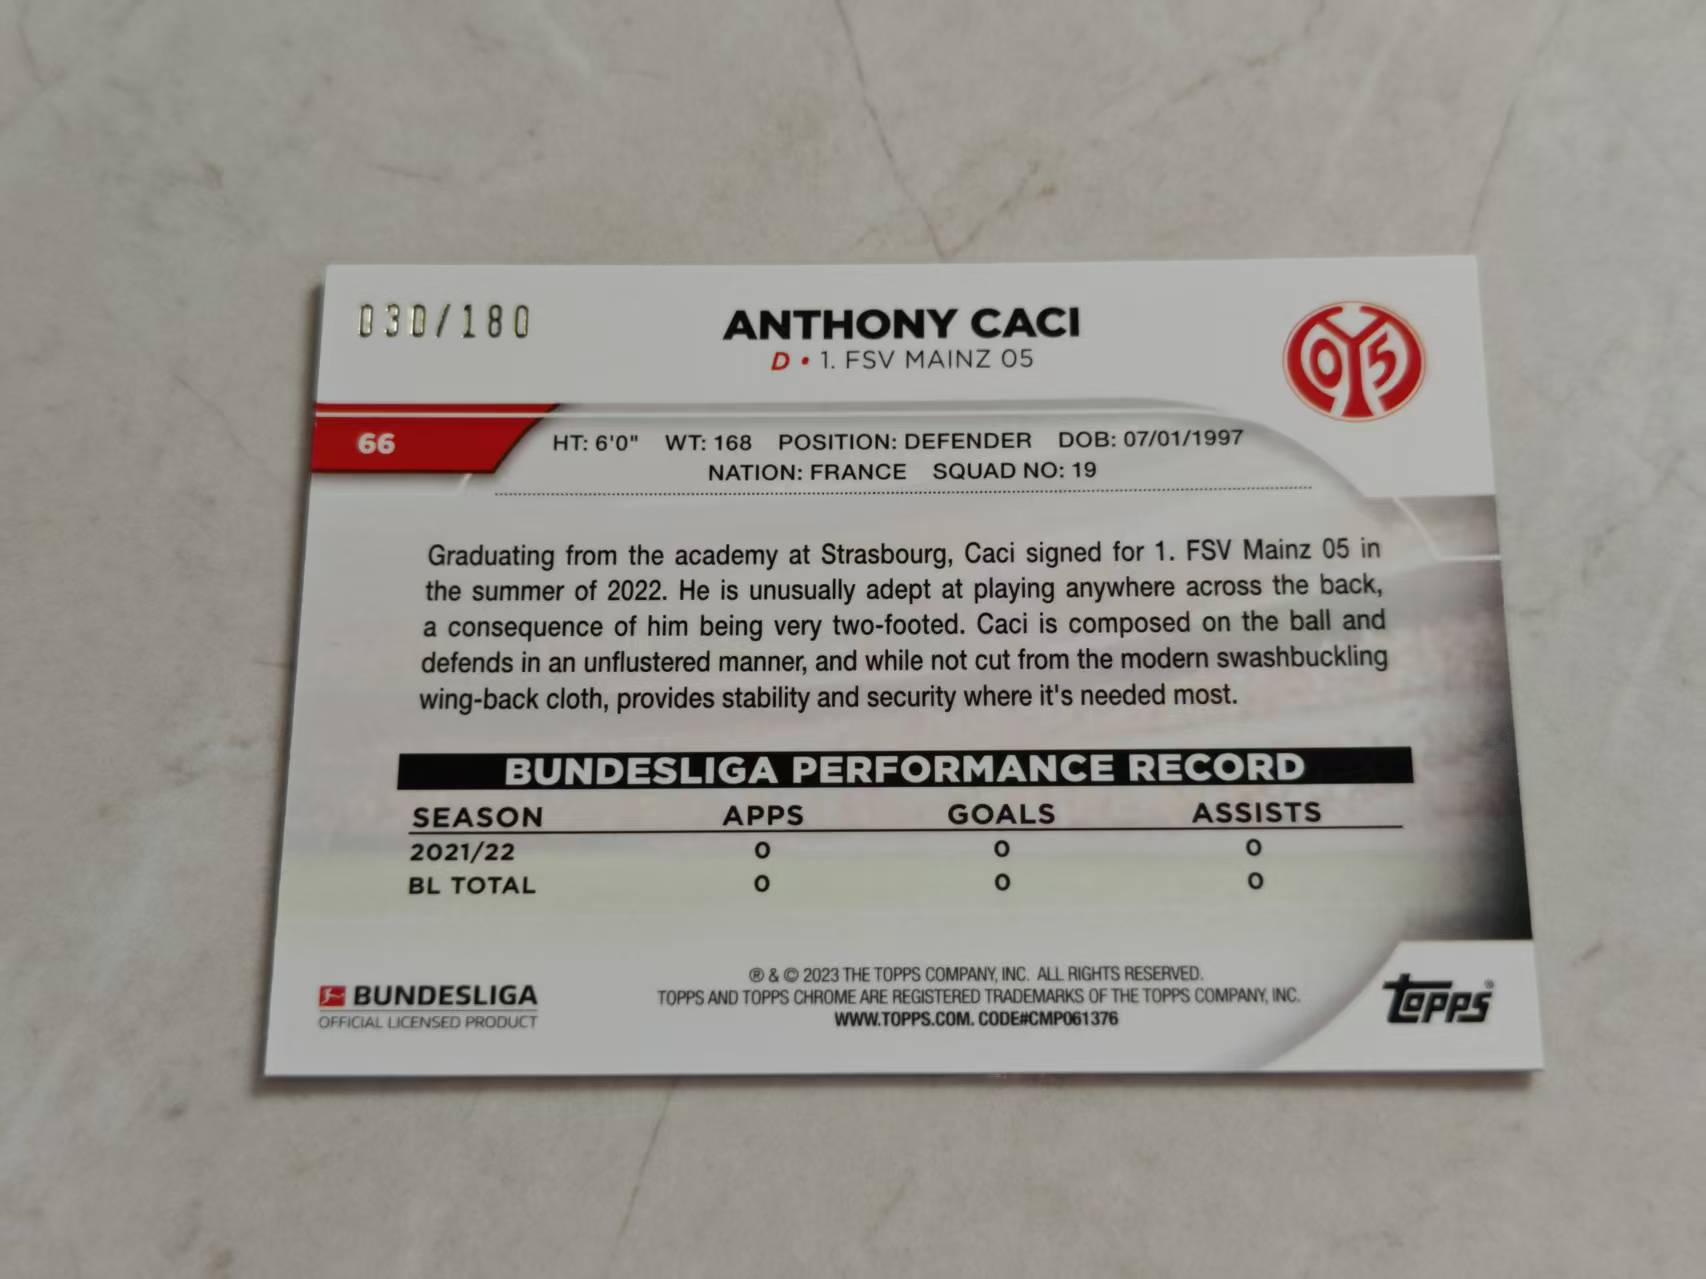 030/180
ANTHONY CACI
D • 1. FSV MAINZ 05
05
66
HT: 6'0" WT: 168 POSITION: DEFENDER DOB: 07/01/1997
NATION: FRANCE SQUAD NO: 19
Graduating from the academy at Strasbourg, Caci signed for 1. FSV Mainz 05 in
the summer of 2022. He is unusually adept at playing anywhere across the back,
a consequence of him being very two-footed. Caci is composed on the ball and
defends in an unflustered manner, and while not cut from the modern swashbuckling
wing-back cloth, provides stability and security where it's needed most.
BUNDESLIGA PERFORMANCE RECORD
SEASON APPS GOALS ASSISTS
2021/22 0 0 0
BL TOTAL 0 0 0
BUNDESLIGA
OFFICIAL LICENSED PRODUCT
® & © 2023 THE TOPPS COMPANY, INC. ALL RIGHTS RESERVED.
TOPPS AND TOPPS CHROME ARE REGISTERED TRADEMARKS OF THE TOPPS COMPANY, INC.
WWW.TOPPS.COM. CODE#CMP061376
TOPPS®